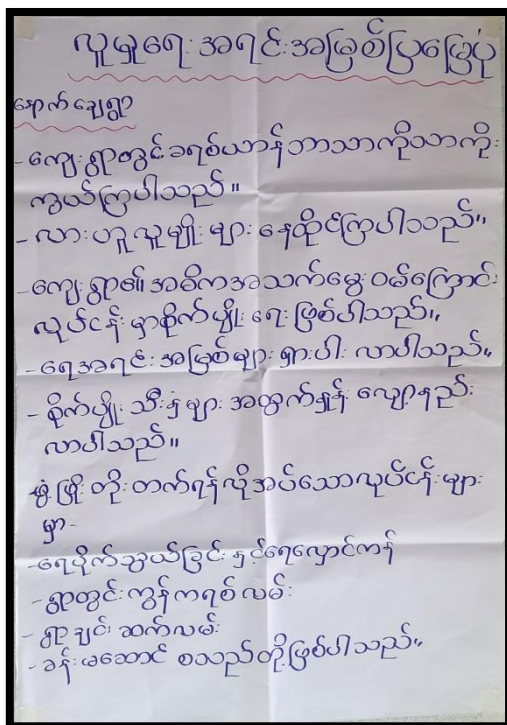 လူမှုရေး အရင်းအမြစ်ပြမြေပုံ
နောက်ချေရွာ
- ကျေးရွာတွင်ခရစ်ယာန်ဘာသာကိုသာကိုး
ကွယ်ကြပါသည်။
- လားဟူလူမျိုးများ နေထိုင်ကြပါသည်။
- ကျေးရွာ၏ အဓိကအသက်မွေးဝမ်းကြောင်း
လုပ်ငန်းမှာစိုက်ပျိုးရေး ဖြစ်ပါသည်။
- ရေအရင်းအမြစ်များ ရှားပါး လာပါသည်။
- စိုက်ပျိုး သီးနှံများ အထွက်နှုန်း လျော့နည်း
လာပါသည်။
ဖွံ့ဖြိုး တိုးတက်ရန်လိုအပ်သောလုပ်ငန်းများ
မှာ-
- ရေပိုက်သွယ်ခြင်း နှင့်ရေလှောင်ကန်
- ရွာတွင်းကွန်ကရစ်လမ်း
- ရွာချင်းဆက်လမ်း
- ခန်းမဆောင် စသည်တို့ဖြစ်ပါသည်။